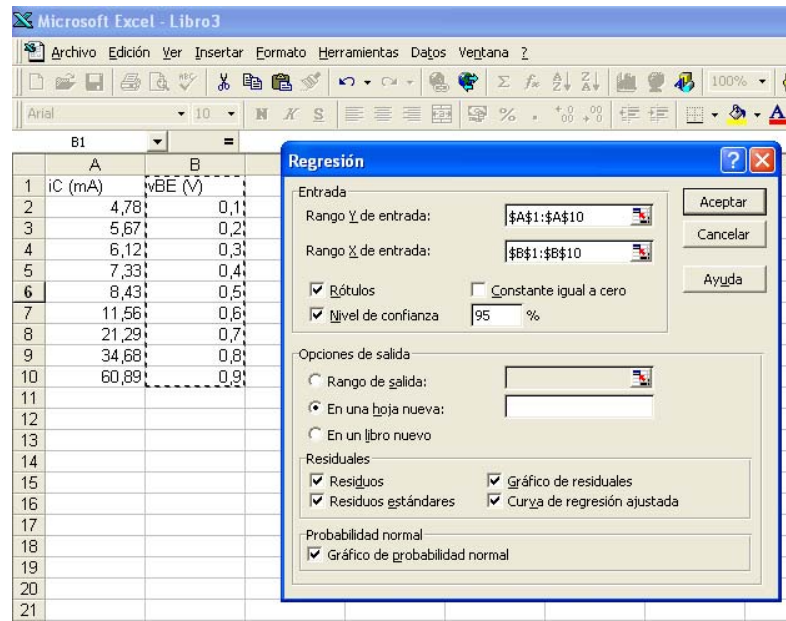 Microsoft Excel - Libro3
Archivo Edición Ver Insertar Formato Herramientas Datos Ventana ?
100%
Arial 10 N K S
B1 =
A B
1 iC (mA) vBE (V)
2 4,78 0,1
3 5,67 0,2
4 6,12 0,3
5 7,33 0,4
6 8,43 0,5
7 11,56 0,6
8 21,29 0,7
9 34,68 0,8
10 60,89 0,9
11
12
13
14
15
16
17
18
19
20
21
Regresión
Entrada
Rango Y de entrada: $A$1:$A$10
Rango X de entrada: $B$1:$B$10
Rótulos Constante igual a cero
Nivel de confianza 95 %
Aceptar
Cancelar
Ayuda
Opciones de salida
Rango de salida:
En una hoja nueva:
En un libro nuevo
Residuales
Residuos Gráfico de residuales
Residuos estándares Curva de regresión ajustada
Probabilidad normal
Gráfico de probabilidad normal